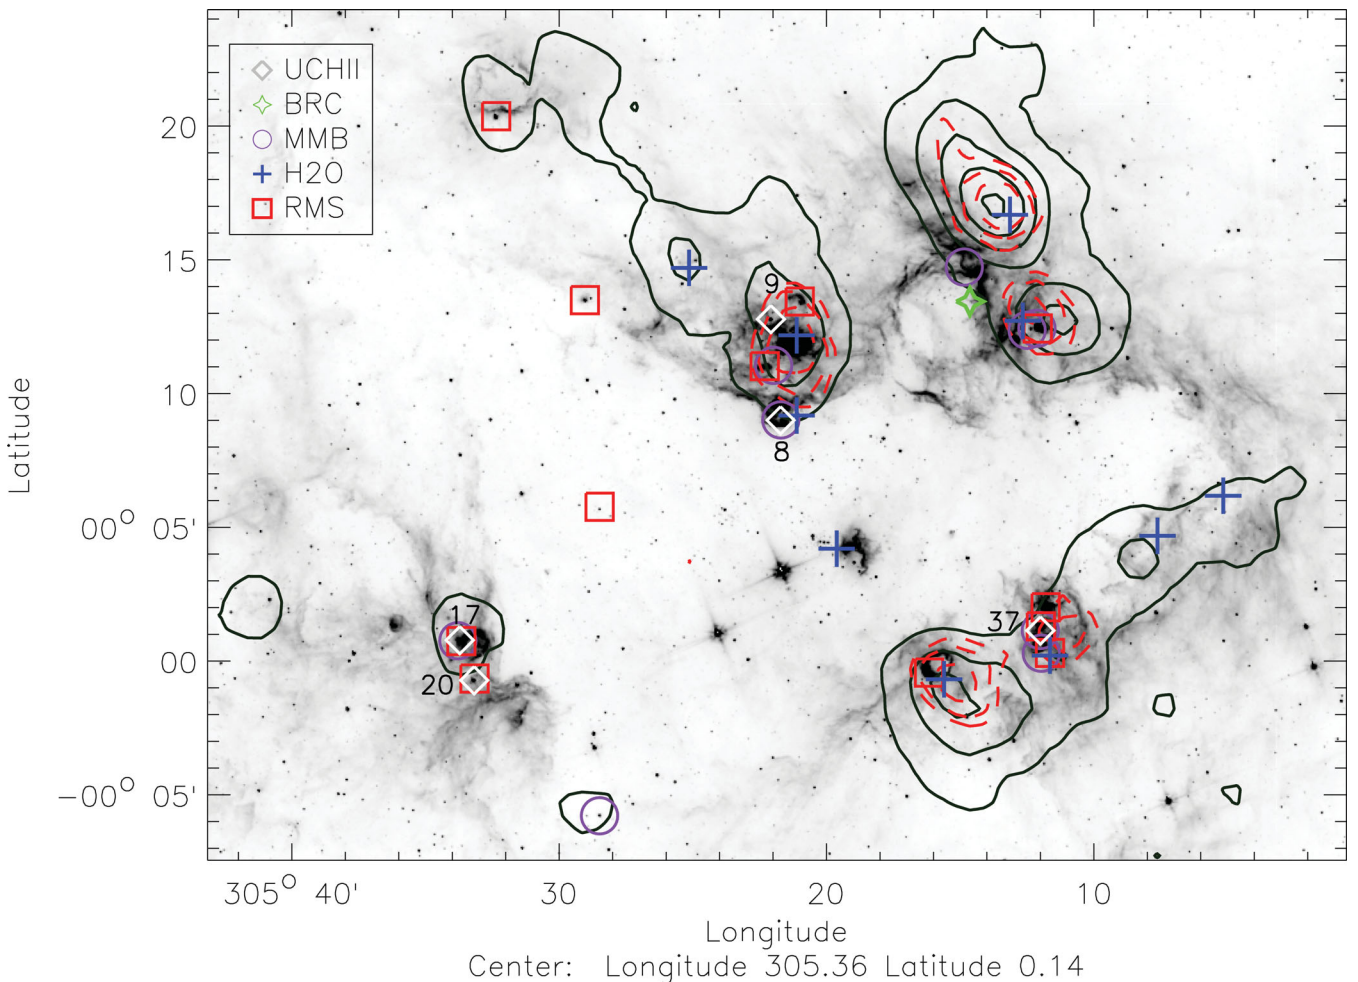 UCHII
BRC
MMB
H2O
RMS
20
15
10
00° 05'
00
−00° 05'
Latitude
9
8
17
20
37
305° 40'
30
20
10
Longitude
Center: Longitude 305.36 Latitude 0.14